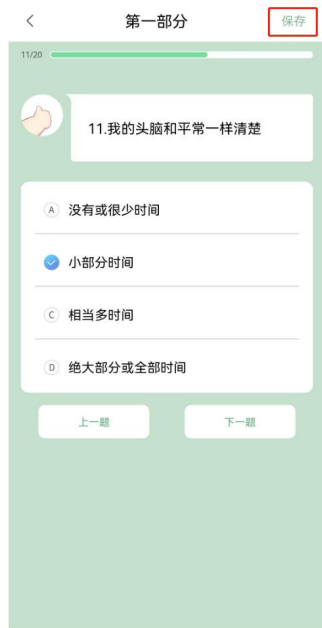 第一部分
保存
11/20
11.我的头脑和平常一样清楚
A 没有或很少时间
小部分时间
C 相当多时间
D 绝大部分或全部时间
上一题
下一题